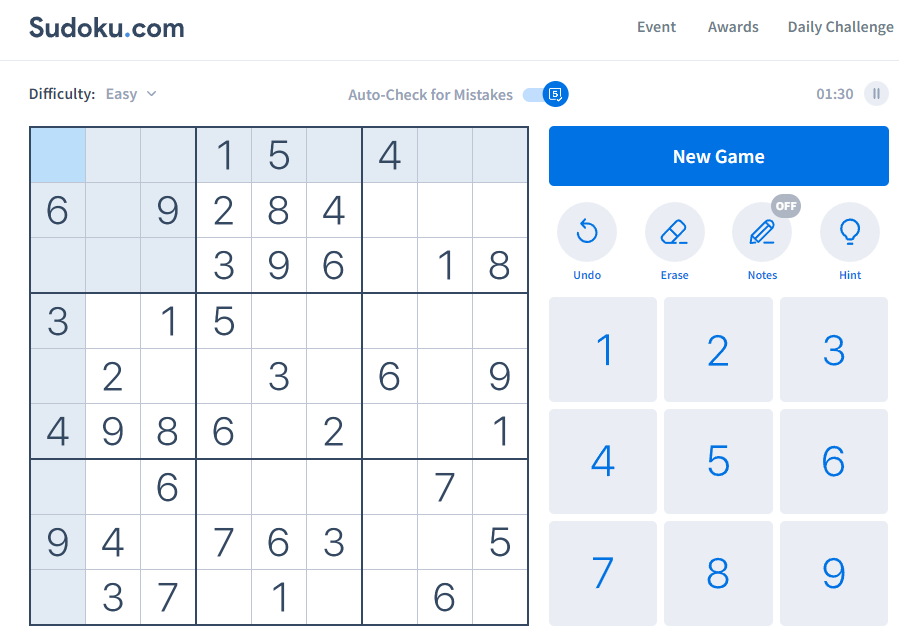 Sudoku.com
Event Awards Daily Challenge
Difficulty: Easy
Auto-Check for Mistakes
01:30
New Game
OFF
Undo Erase Notes Hint
1 5 4
6 9 2 8 4
3 9 6 1 8
3 1 5
2 3 6 9
4 9 8 6 2 1
6 7
9 4 7 6 3 5
3 7 1 6
1 2 3
4 5 6
7 8 9